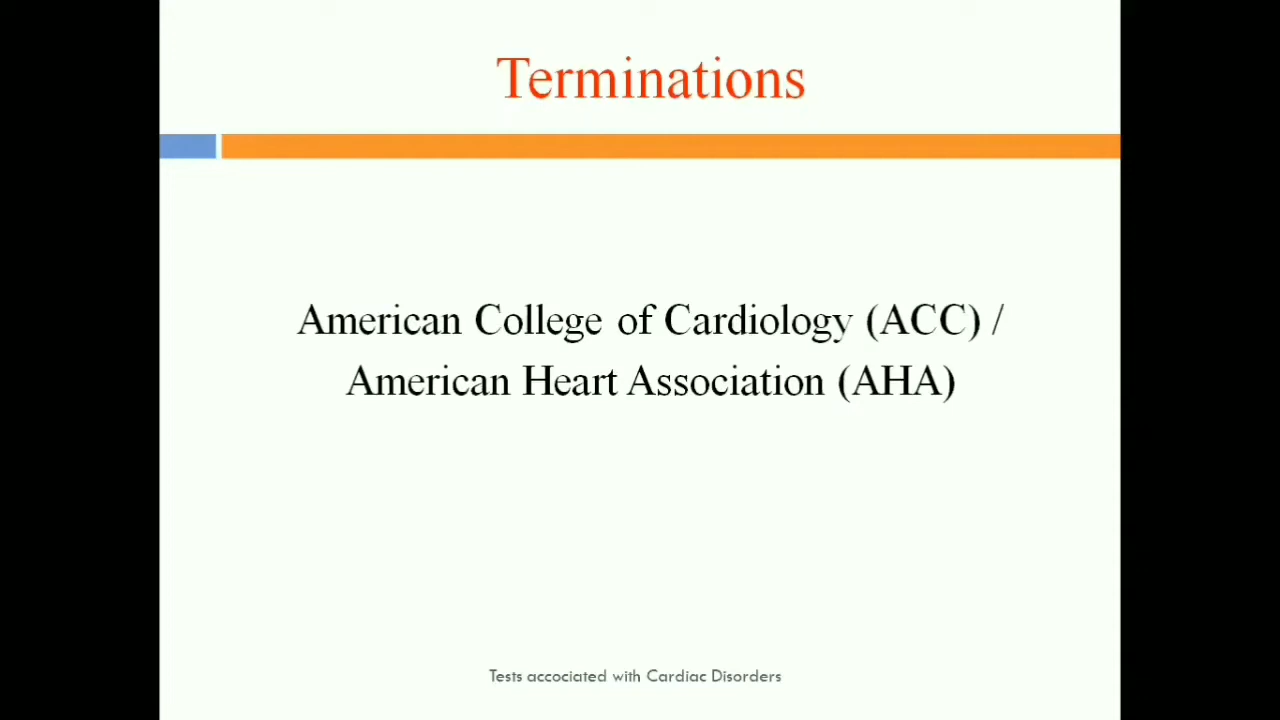 Terminations
American College of Cardiology (ACC) /
American Heart Association (AHA)
Tests accociated with Cardiac Disorders